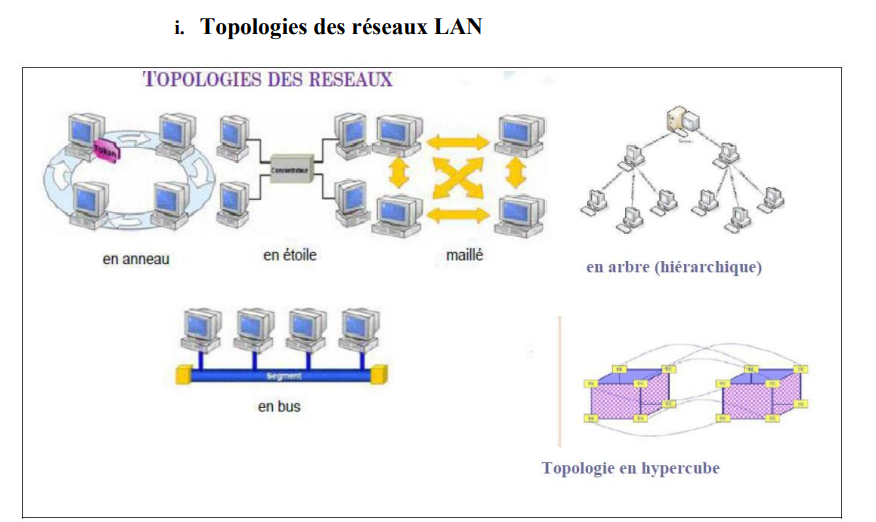 i. Topologies des réseaux LAN
TOPOLOGIES DES RESEAUX
Token
Concentrateur
en anneau
en étoile
maillé
en arbre (hiérarchique)
Segment
en bus
Topologie en hypercube